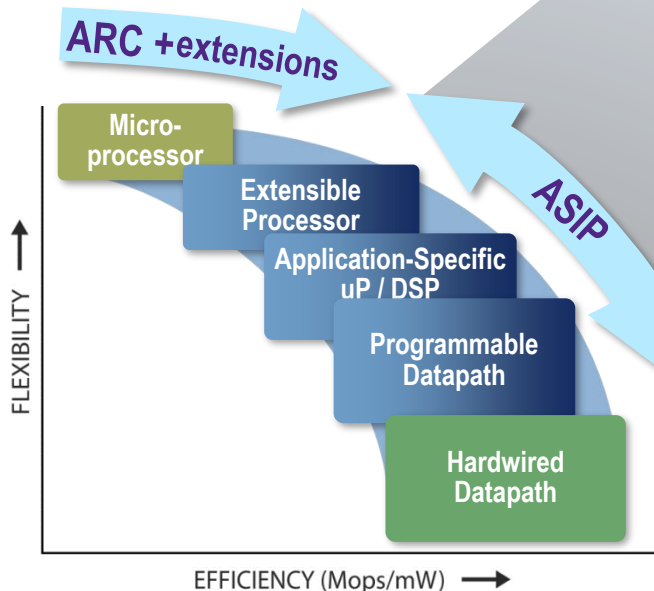 ARC +extensions
ASIP
Micro-
processor
Extensible
Processor
Application-Specific
uP / DSP
Programmable
Datapath
Hardwired
Datapath
FLEXIBILITY
EFFICIENCY (Mops/mW)